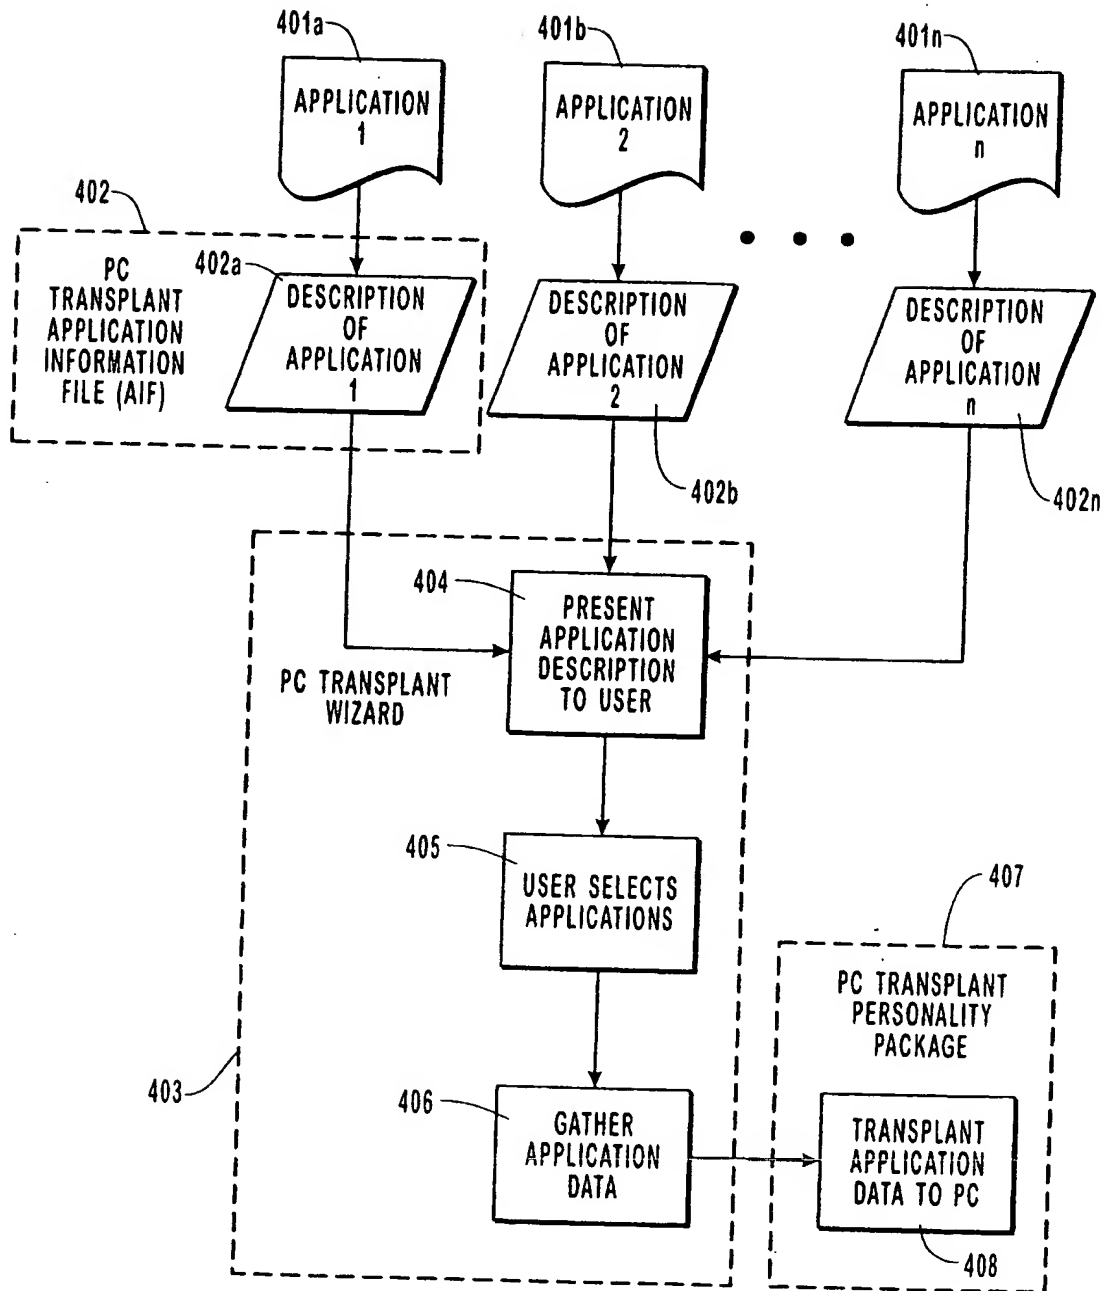 401a
401b
401n
APPLICATION
1
APPLICATION
2
APPLICATION
n
402
PC
TRANSPLANT
APPLICATION
INFORMATION
FILE (AIF)
402a
DESCRIPTION
OF
APPLICATION
1
DESCRIPTION
OF
APPLICATION
2
402b
DESCRIPTION
OF
APPLICATION
n
402n
404
PRESENT
APPLICATION
DESCRIPTION
TO USER
PC TRANSPLANT
WIZARD
405
USER SELECTS
APPLICATIONS
407
PC TRANSPLANT
PERSONALITY
PACKAGE
403
406
GATHER
APPLICATION
DATA
TRANSPLANT
APPLICATION
DATA TO PC
408